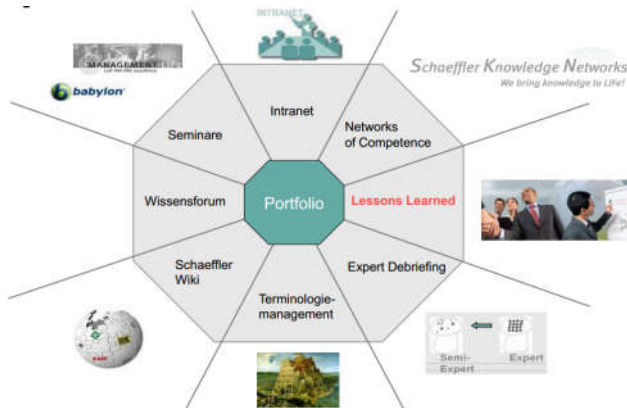 INTRANET
MANAGEMENT
babylon
Schaeffler Knowledge Networks
We bring knowledge to LIFe!
Seminare
Intranet
Networks
of Competence
Wissensforum
Portfolio
Lessons Learned
Schaeffler
Wiki
Terminologie-
management
Expert Debriefing
Semi-
Expert
Expert